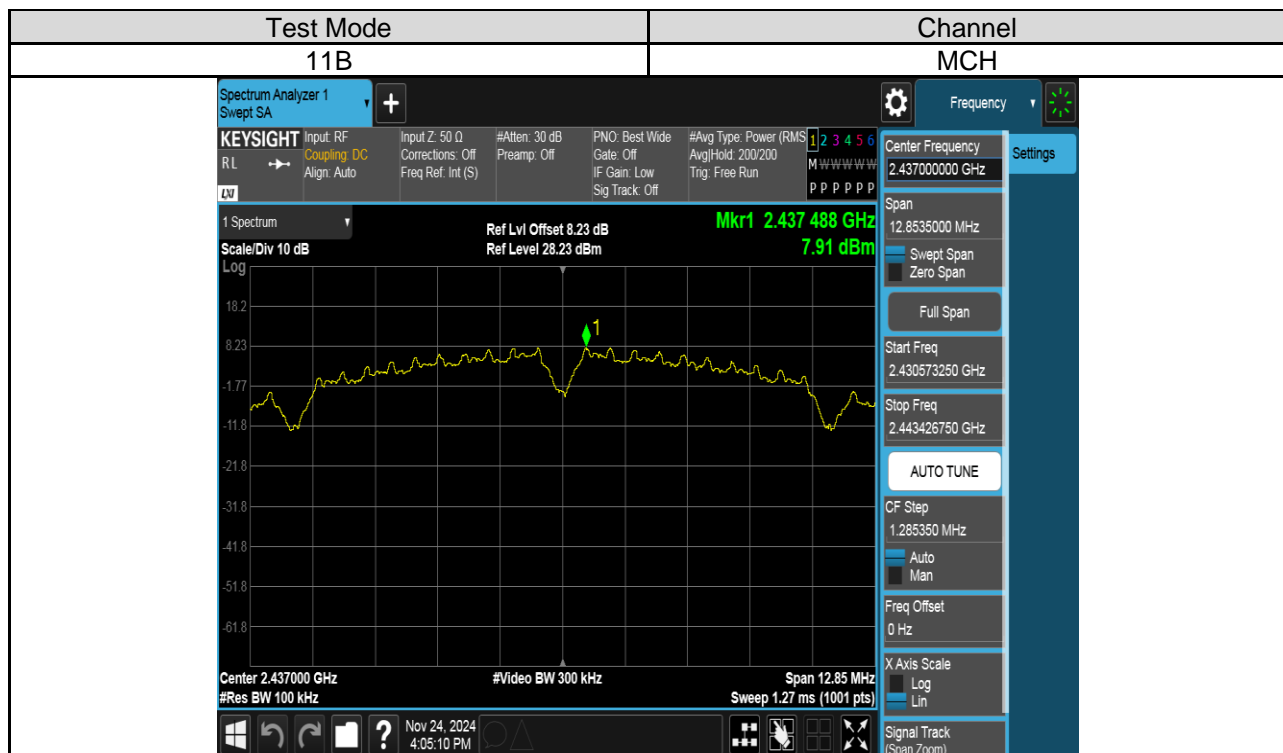 Test Mode Channel
11B MCH
Spectrum Analyzer 1
Swept SA
+
Frequency
KEYSIGHT
R L
LXI
Input: RF
Coupling: DC
Align: Auto
Input Z: 50 Ω
Corrections: Off
Freq Ref: Int (S)
#Atten: 30 dB
Preamp: Off
PNO: Best Wide
Gate: Off
IF Gain: Low
Sig Track: Off
#Avg Type: Power (RMS
Avg|Hold: 200/200
Trig: Free Run
1 2 3 4 5 6
M W W W W W
P P P P P P
1 Spectrum
Scale/Div 10 dB
Log
Ref Lvl Offset 8.23 dB
Ref Level 28.23 dBm
Mkr1 2.437 488 GHz
7.91 dBm
18.2
8.23
-1.77
-11.8
-21.8
-31.8
-41.8
-51.8
-61.8
1
Center 2.437000 GHz
#Res BW 100 kHz
#Video BW 300 kHz
Span 12.85 MHz
Sweep 1.27 ms (1001 pts)
?
Nov 24, 2024
4:05:10 PM
Center Frequency
2.437000000 GHz
Settings
Span
12.8535000 MHz
Swept Span
Zero Span
Full Span
Start Freq
2.430573250 GHz
Stop Freq
2.443426750 GHz
AUTO TUNE
CF Step
1.285350 MHz
Auto
Man
Freq Offset
0 Hz
X Axis Scale
Log
Lin
Signal Track
(Span Zoom)